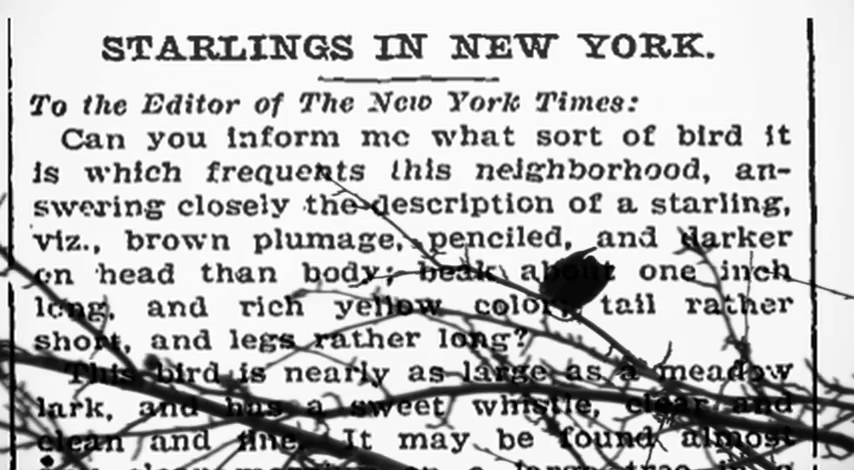 STARLINGS IN NEW YORK.
To the Editor of The New York Times:
Can you inform me what sort of bird it
is which frequents this neighborhood, an-
swering closely the description of a starling,
viz., brown plumage, penciled, and darker
on head than body, beak about one inch
long, and rich yellow color, tail rather
short, and legs rather long?
This bird is nearly as large as a meadow
lark, and has a sweet whistle, clear and
clean and fine. It may be found almost
a large tree